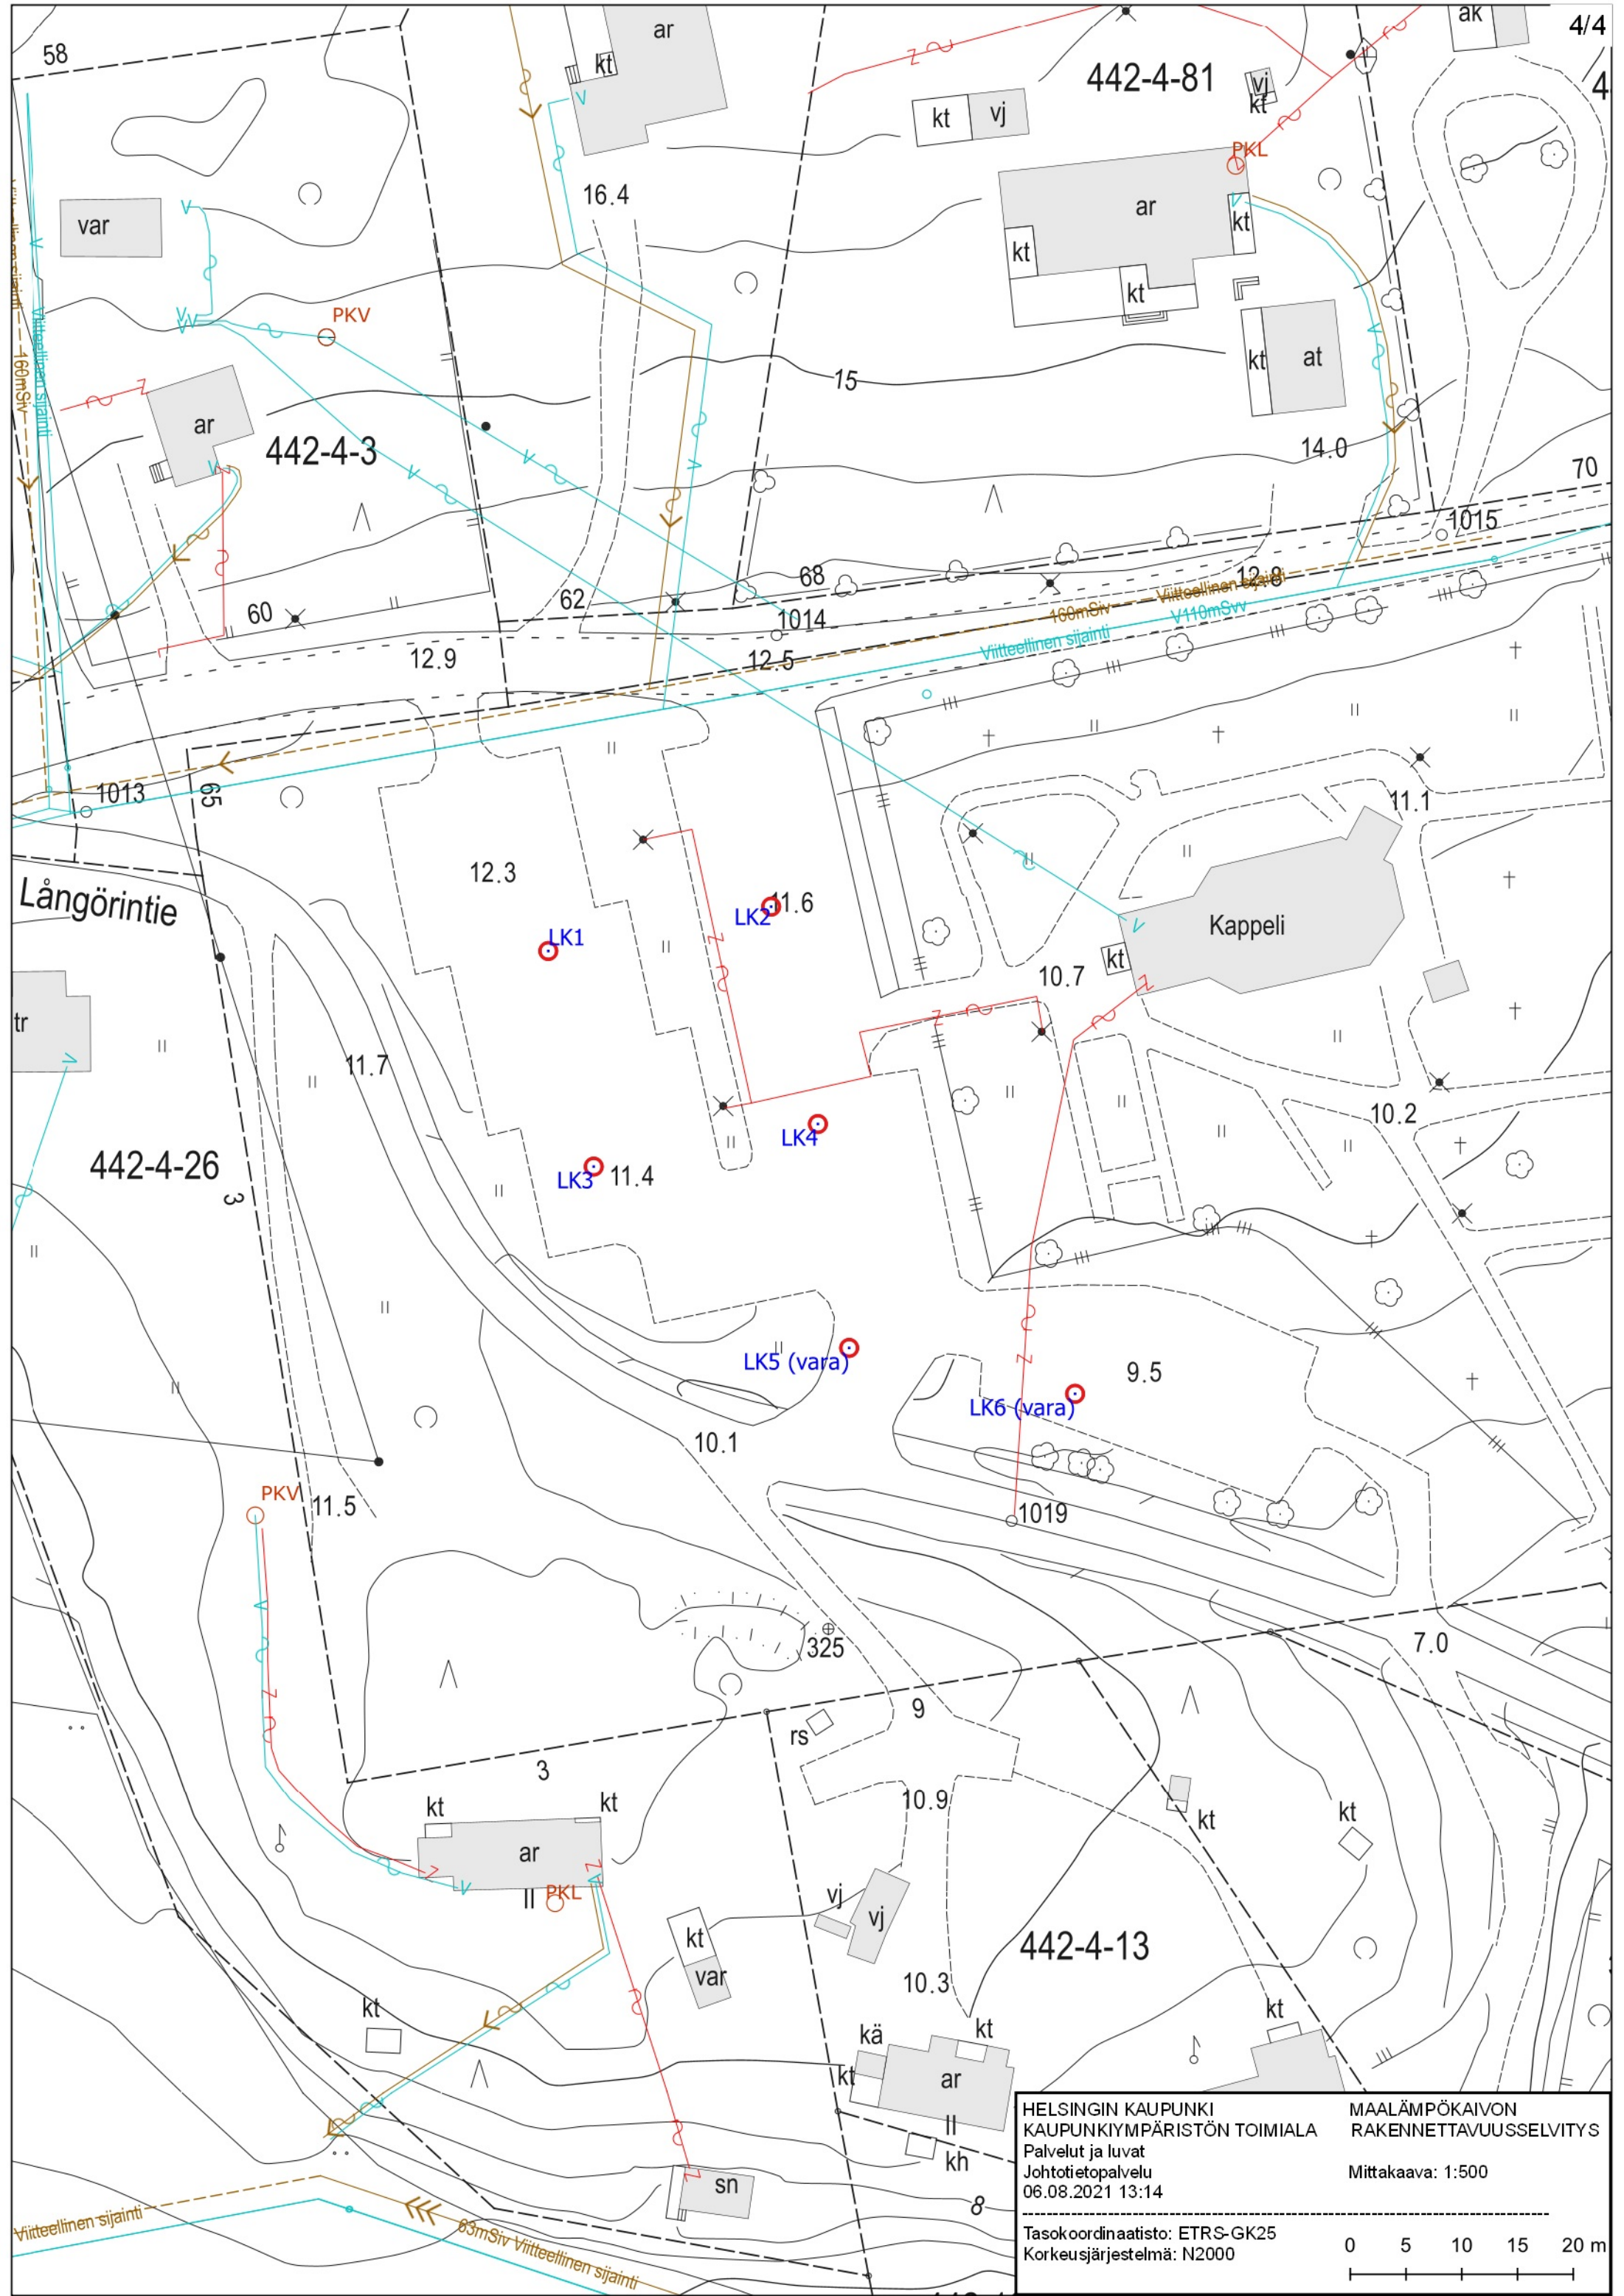 4/4
58
ar
kt
ak
442-4-81
vj
kt
kt
vj
4
PKL
V
16.4
ar
var
V
V
kt
kt
kt
Viitteellinen sijainti
PKV
VV
V
kt
at
15
Z
160mSiv
ar
442-4-3
14.0
V
V
70
1015
68
12.8
62
60
1014
160mSiv
Viitteellinen sijainti
V110mSvv
Viitteellinen sijainti
12.9
12.5
1013
65
11.1
12.3
Långörintie
11.6
LK2
LK1
Kappeli
V
kt
10.7
Z
tr
11.7
10.2
LK4
442-4-26
3
LK3
11.4
LK5 (vara)
9.5
LK6 (vara)
10.1
PKV
11.5
1019
325
7.0
9
rs
3
10.9
kt
kt
kt
kt
ar
II
PKL
vj
vj
kt
var
442-4-13
10.3
kt
kt
kä
kt
kt
ar
II
kh
sn
8
Viitteellinen sijainti
63mSiv Viitteellinen sijainti
HELSINGIN KAUPUNKI
KAUPUNKIYMPÄRISTÖN TOIMIALA
Palvelut ja luvat
Johtotietopalvelu
06.08.2021 13:14
MAALÄMPÖKAIVON
RAKENNETTAVUUSSELVITYS
Mittakaava: 1:500
Tasokoordinaatisto: ETRS-GK25
Korkeusjärjestelmä: N2000
0 5 10 15 20 m